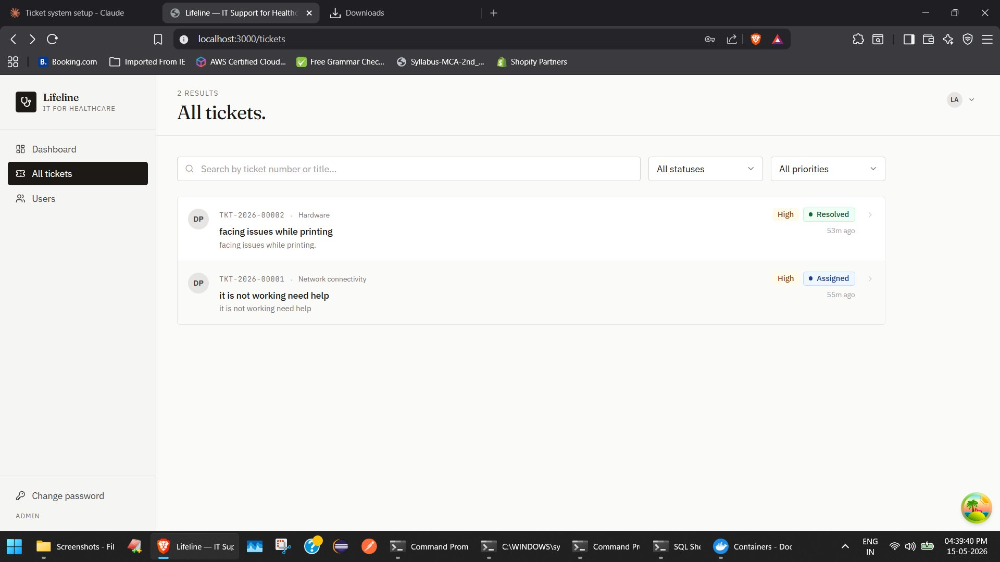 Ticket system setup - Claude
Lifeline — IT Support for Healthc
Downloads
localhost:3000/tickets
Booking.com
Imported From IE
AWS Certified Cloud...
Free Grammar Chec...
Syllabus-MCA-2nd_...
Shopify Partners
Lifeline
IT FOR HEALTHCARE
Dashboard
All tickets
Users
Change password
ADMIN
2 RESULTS
All tickets.
LA
Search by ticket number or title...
All statuses
All priorities
DP
TKT-2026-00002 · Hardware
facing issues while printing
facing issues while printing.
High
Resolved
53m ago
DP
TKT-2026-00001 · Network connectivity
it is not working need help
it is not working need help
High
Assigned
55m ago
Screenshots - Fil
Lifeline — IT Sup
Command Prom
C:\WINDOWS\sy
Command Pr
SQL She
Containers - Doc
ENG
IN
04:39:40 PM
15-05-2026